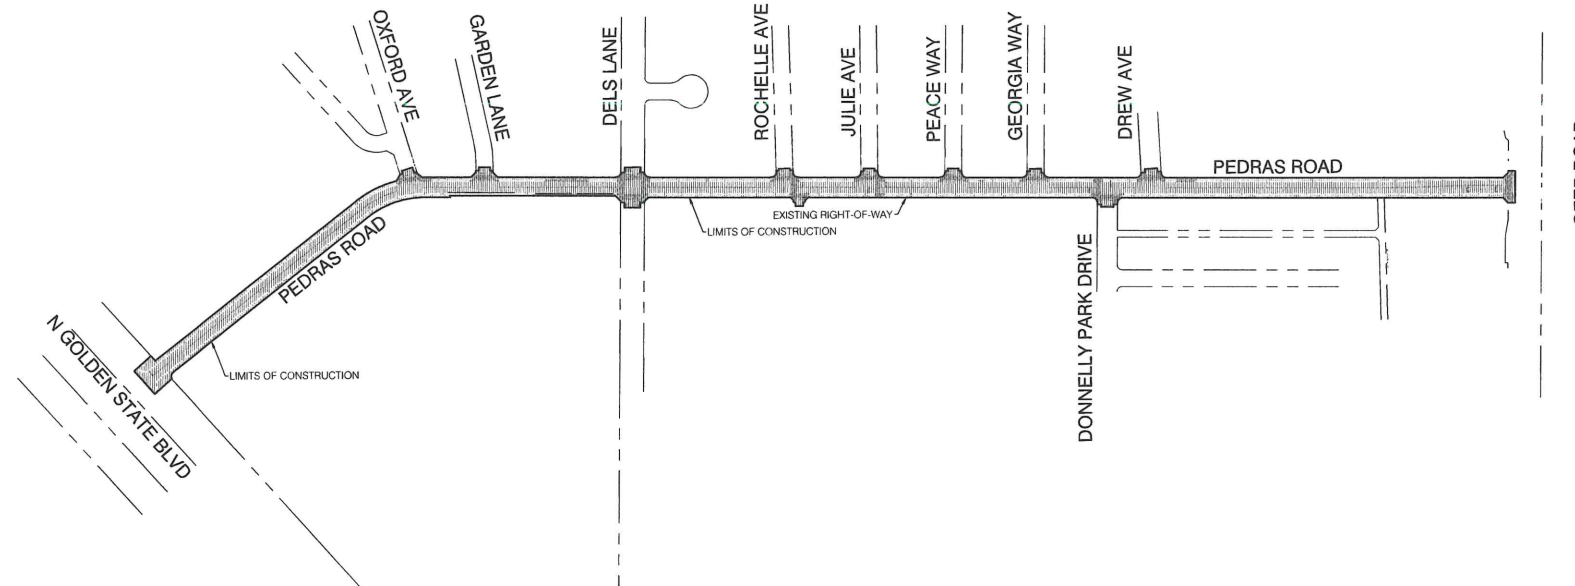 OXFORD AVE
GARDEN LANE
DELS LANE
ROCHELLE AVE
JULIE AVE
PEACE WAY
GEORGIA WAY
DREW AVE
PEDRAS ROAD
EXISTING RIGHT-OF-WAY
LIMITS OF CONSTRUCTION
PEDRAS ROAD
DONNELLY PARK DRIVE
N GOLDEN STATE BLVD
LIMITS OF CONSTRUCTION